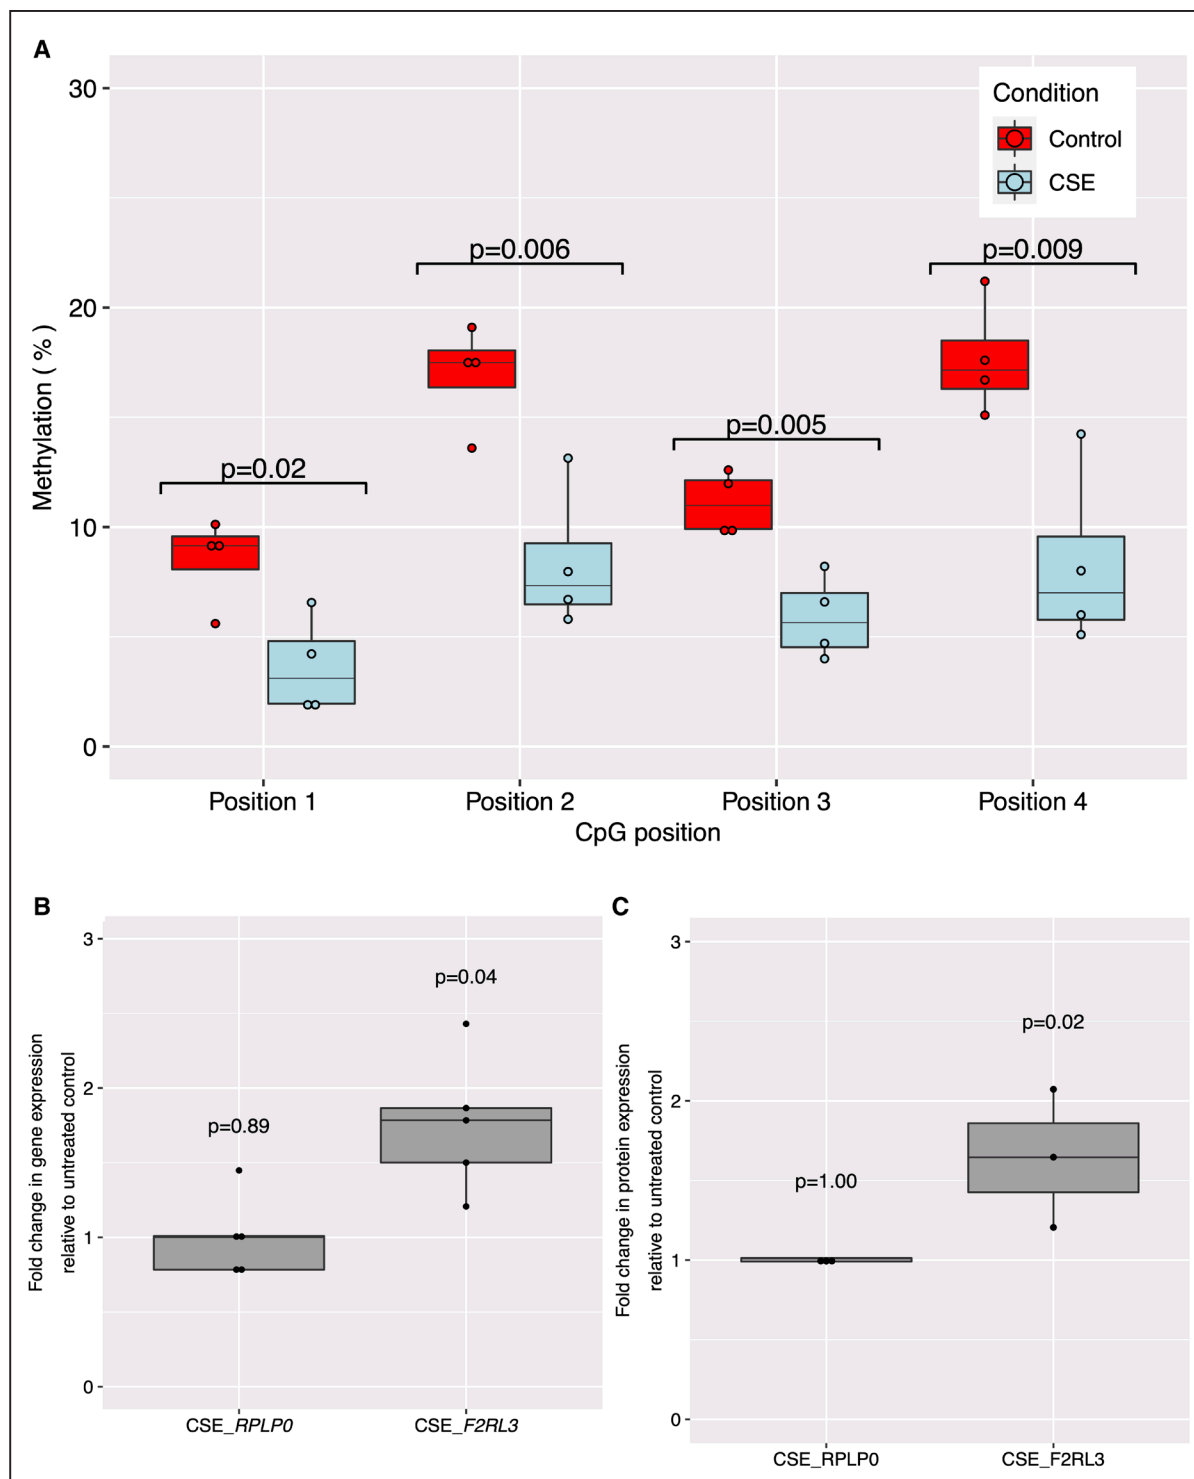 A
Methylation ( % )
30
20
10
0
Condition
Control
CSE
p=0.02
p=0.006
p=0.005
p=0.009
Position 1
Position 2
Position 3
Position 4
CpG position
B
Fold change in gene expression
relative to untreated control
3
2
1
0
p=0.89
p=0.04
CSE_RPLP0
CSE_F2RL3
C
Fold change in protein expression
relative to untreated control
3
2
1
0
p=1.00
p=0.02
CSE_RPLP0
CSE_F2RL3